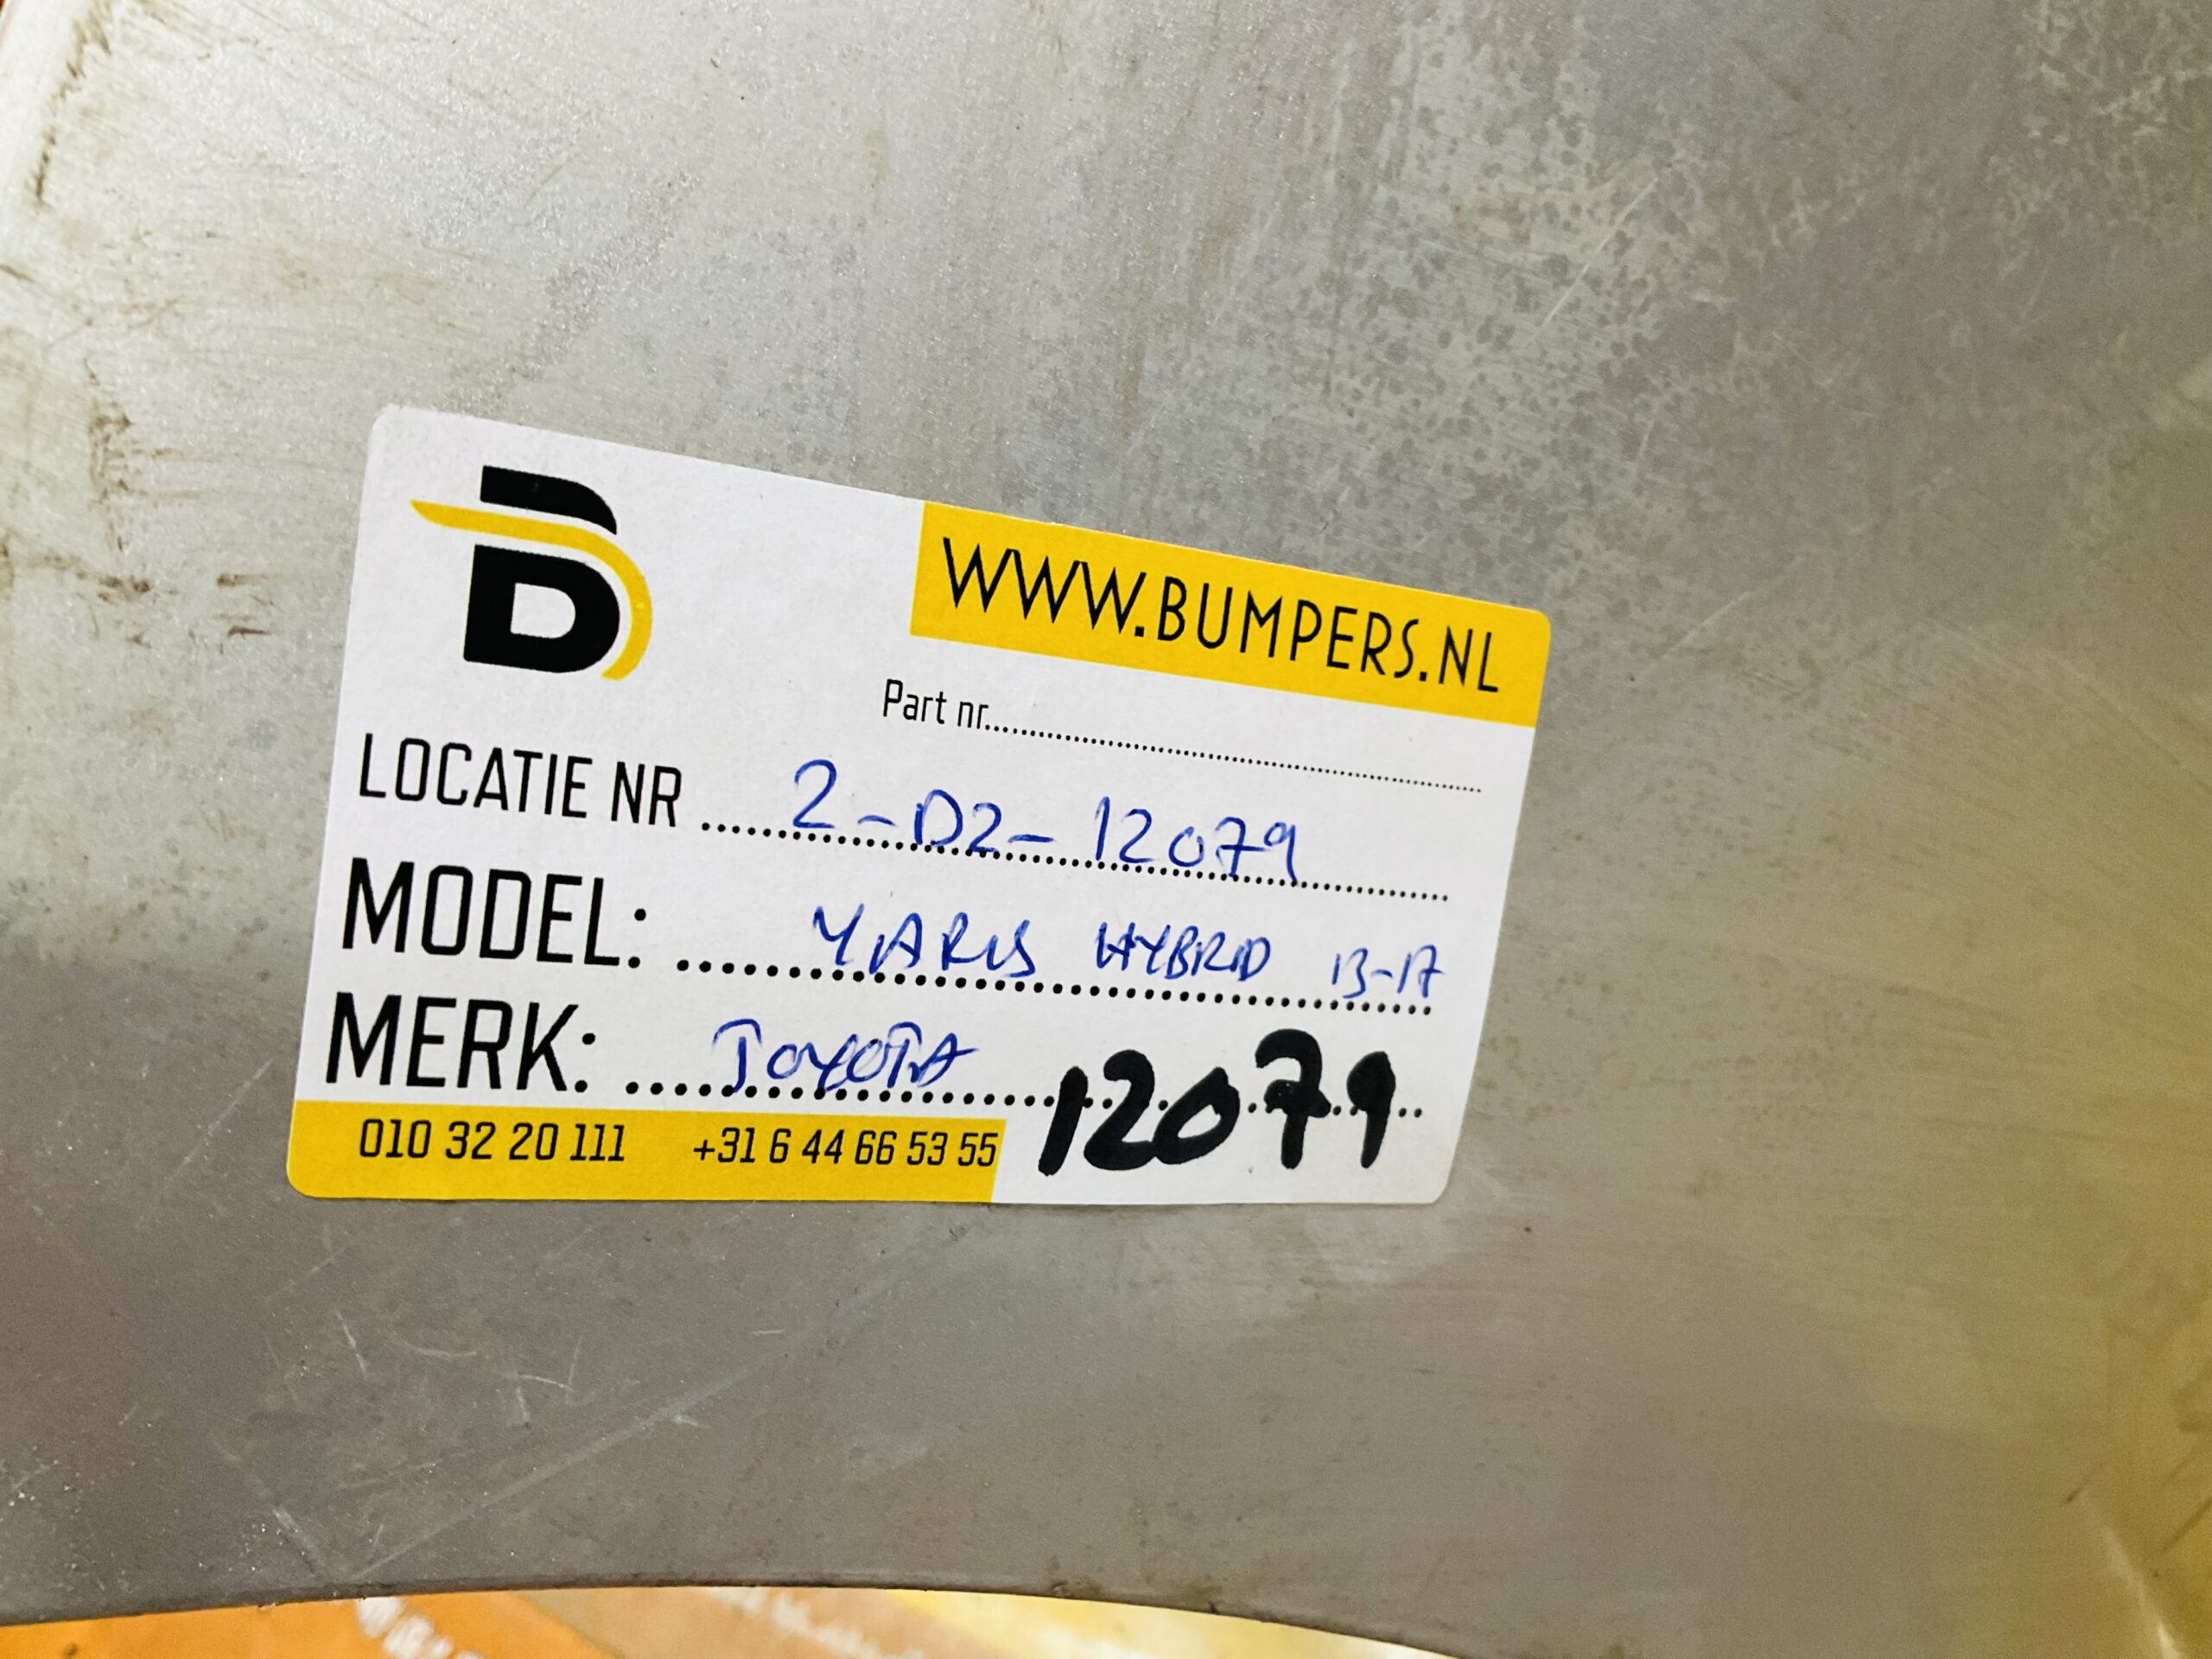 B
WWW.BUMPERS.NL
Part nr..........
LOCATIE NR .......... 2-D2-12079
MODEL: .......... YARIS HYBRID 13-17
MERK: .......... TOYOTA
12079
010 32 20 111 +31 6 44 66 53 55